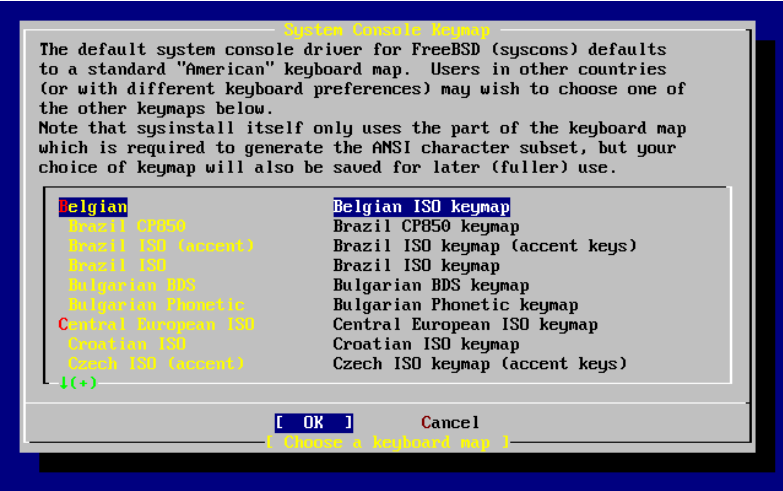 System Console Keymap
The default system console driver for FreeBSD (syscons) defaults
to a standard "American" keyboard map.  Users in other countries
(or with different keyboard preferences) may wish to choose one of
the other keymaps below.
Note that sysinstall itself only uses the part of the keyboard map
which is required to generate the ANSI character subset, but your
choice of keymap will also be saved for later (fuller) use.
Belgian Belgian ISO keymap
Brazil CP850 Brazil CP850 keymap
Brazil ISO (accent) Brazil ISO keymap (accent keys)
Brazil ISO Brazil ISO keymap
Bulgarian BDS Bulgarian BDS keymap
Bulgarian Phonetic Bulgarian Phonetic keymap
Central European ISO Central European ISO keymap
Croatian ISO Croatian ISO keymap
Czech ISO (accent) Czech ISO keymap (accent keys)
↓(+)
[ OK ] Cancel
[ Choose a keyboard map ]